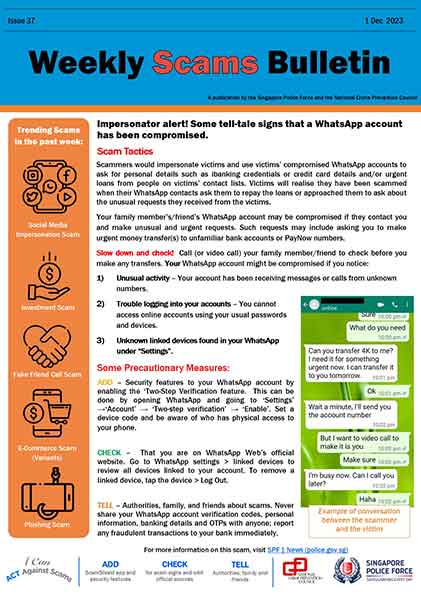 Issue 37
1 Dec 2023
Weekly Scams Bulletin
A publication by the Singapore Police Force and the National Crime Prevention Council
Trending Scams
in the past week:
Social Media
Impersonation Scam
Investment Scam
Fake Friend Call Scam
E-Commerce Scam
(Variants)
Phishing Scam
Impersonator alert! Some tell-tale signs that a WhatsApp account
has been compromised.
Scam Tactics
Scammers would impersonate victims and use victims' compromised WhatsApp accounts to
ask for personal details such as ibanking credentials or credit card details and/or urgent
loans from people on victims' contact lists. Victims will realise they have been scammed
when their WhatsApp contacts ask them to repay the loans or approached them to ask about
the unusual requests they received from the victims.
Your family member's/friend's WhatsApp account may be compromised if they contact you
and make unusual and urgent requests. Such requests may include asking you to make
urgent money transfer(s) to unfamiliar bank accounts or PayNow numbers.
Slow down and check! Call (or video call) your family member/friend to check before you
make any transfers. Your WhatsApp account might be compromised if you notice:
1) Unusual activity – Your account has been receiving messages or calls from unknown
numbers.
2) Trouble logging into your accounts – You cannot
access online accounts using your usual passwords
and devices.
3) Unknown linked devices found in your WhatsApp
under "Settings".
Some Precautionary Measures:
ADD – Security features to your WhatsApp account by
enabling the 'Two-Step Verification feature. This can be
done by opening WhatsApp and going to 'Settings'
→'Account' → 'Two-step verification' → 'Enable'. Set a
device code and be aware of who has physical access to
your phone.
CHECK – That you are on WhatsApp Web's official
website. Go to WhatsApp settings > linked devices to
review all devices linked to your account. To remove a
linked device, tap the device > Log Out.
TELL – Authorities, family, and friends about scams. Never
share your WhatsApp account verification codes, personal
information, banking details and OTPs with anyone; report
any fraudulent transactions to your bank immediately.
online
Sure 10:00 pm
What do you need
10:00 pm
Can you transfer 4K to me?
I need it for something
urgent now. I can transfer it
to you tomorrow. 10:01 pm
Ok
Wait a minute, I'll send you
the account number
10:02 pm
But I want to video call to
make it is you
Make sure
I'm busy now. Can I call you
later?
Haha
Example of conversation
between the scammer
and the victim
For more information on this scam, visit SPF | News (police.gov.sg)
I Can
ACT Against Scams
ADD
ScamShield app and
security features
CHECK
for scam signs and with
official sources
TELL
Authorities, family and
friends
NATIONAL CRIME
PREVENTION COUNCIL
SINGAPORE
POLICE FORCE